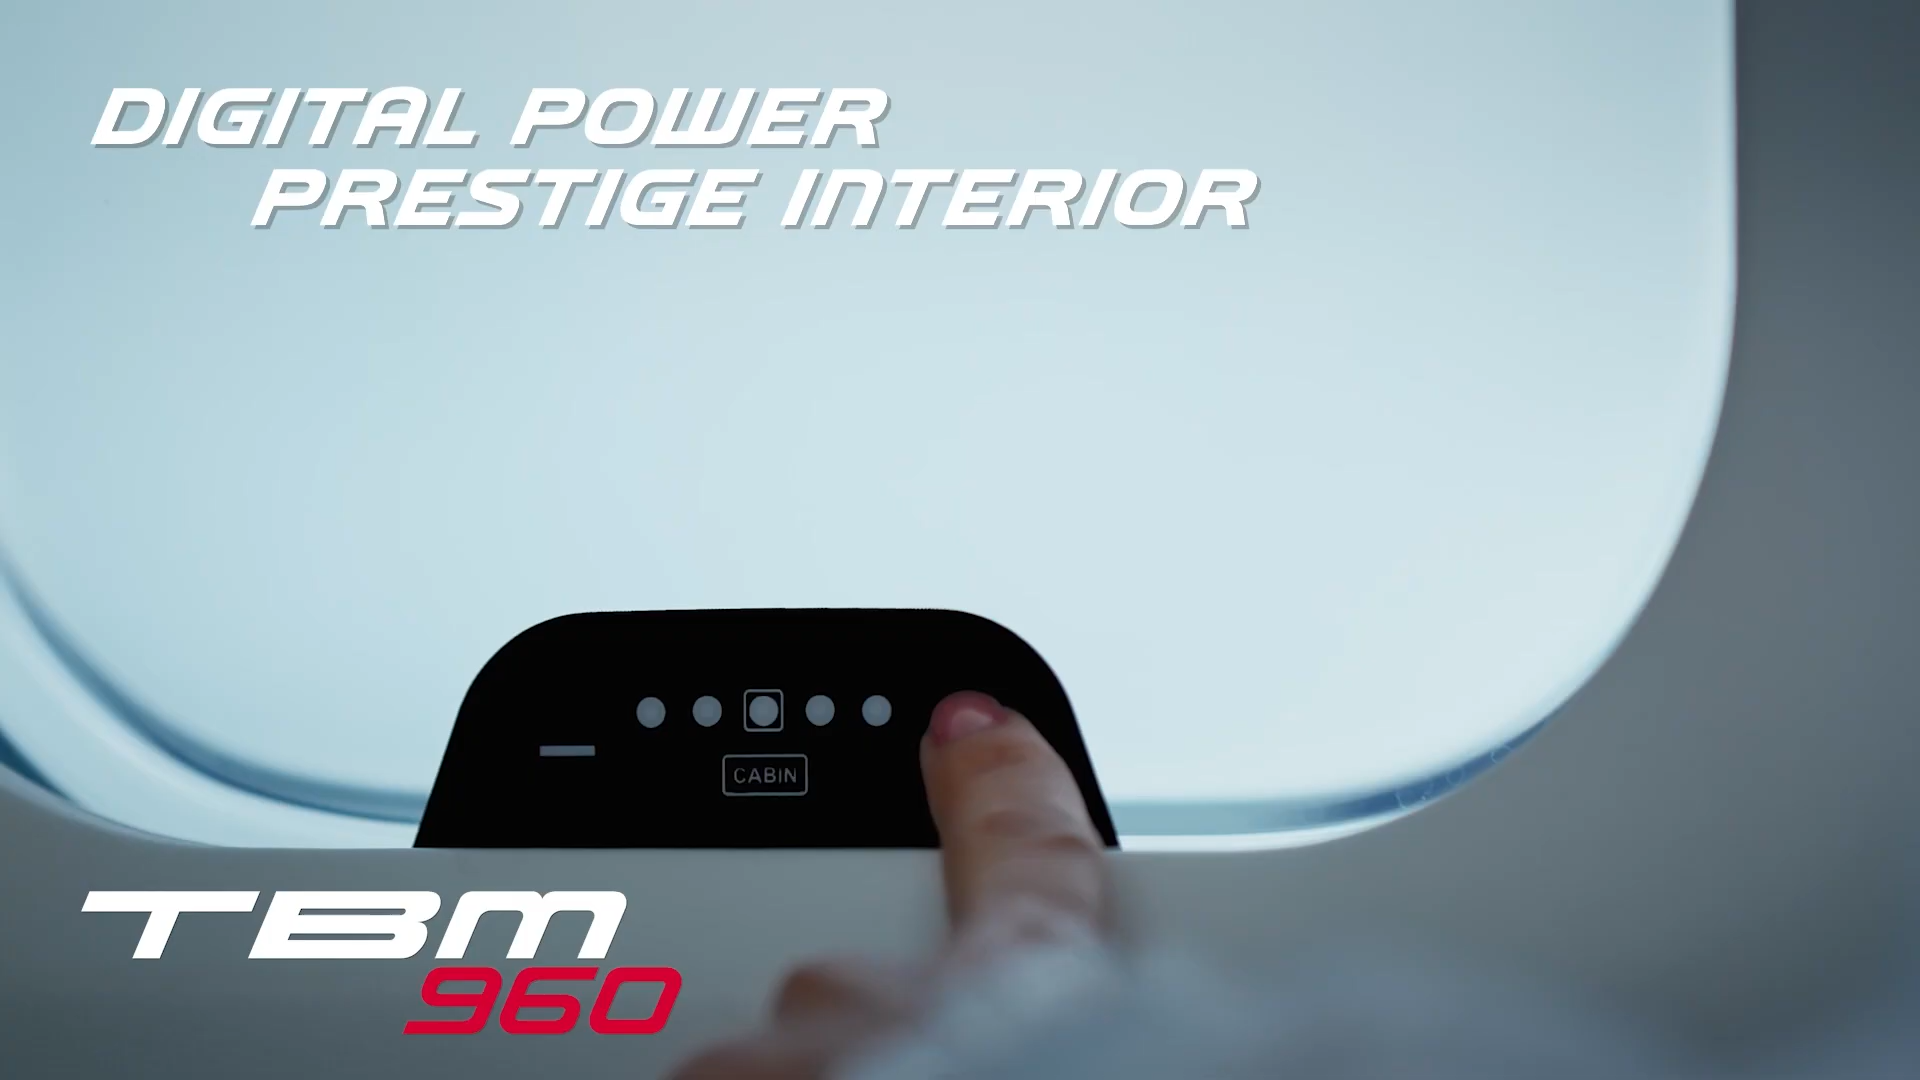 DIGITAL POWER
PRESTIGE INTERIOR
CABIN
TBM
960